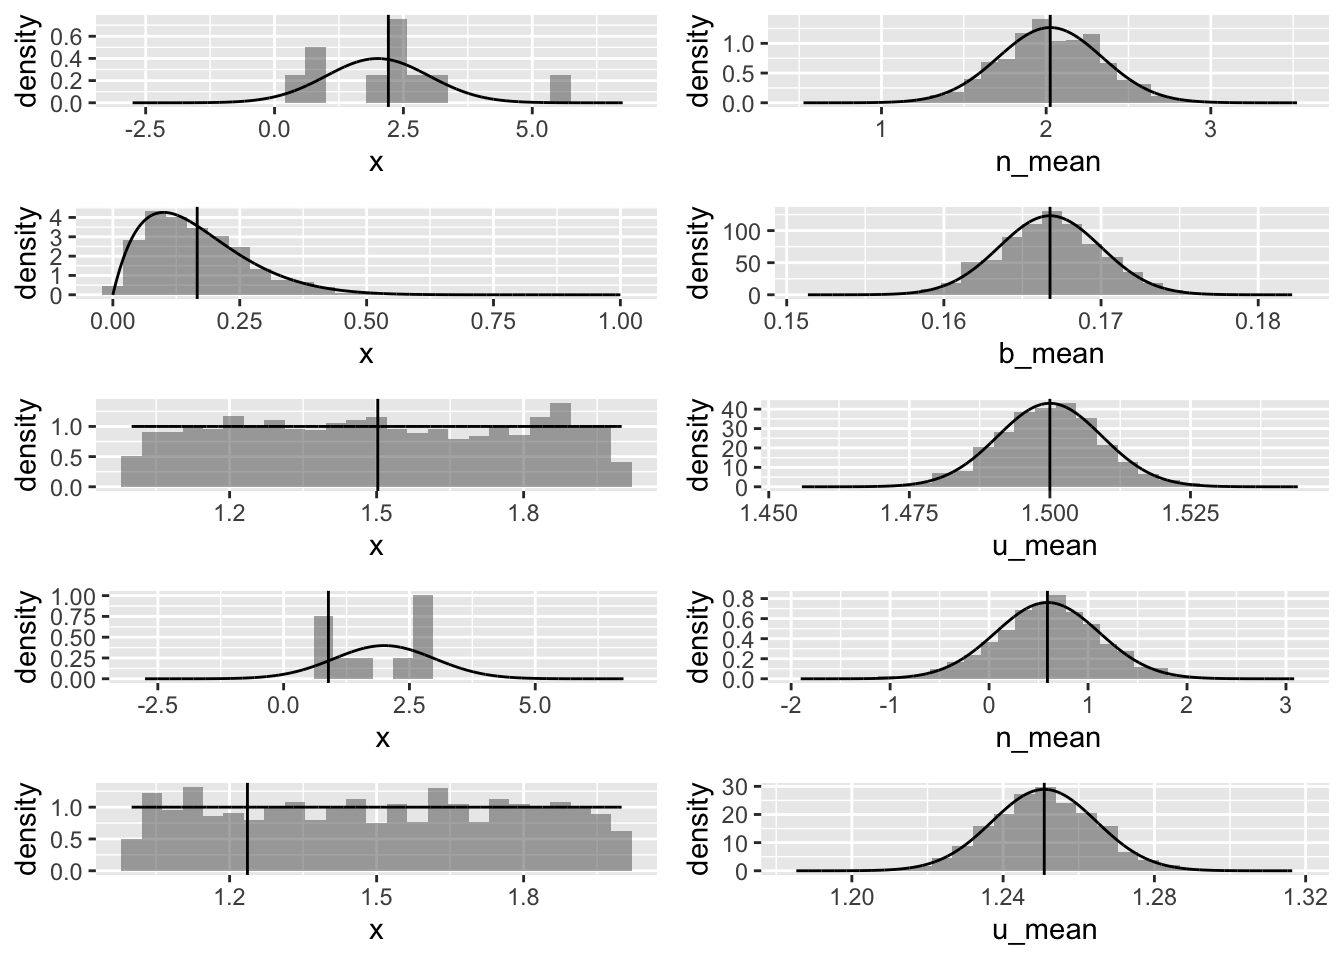 density
0.6
0.4
0.2
0.0
-2.5 0.0 2.5 5.0
x
density
1.0
0.5
0.0
1 2 3
n_mean
density
4
3
2
1
0
0.00 0.25 0.50 0.75 1.00
x
density
100
50
0
0.15 0.16 0.17 0.18
b_mean
density
1.0
0.5
0.0
1.2 1.5 1.8
x
density
40
30
20
10
0
1.450 1.475 1.500 1.525
u_mean
density
1.00
0.75
0.50
0.25
0.00
-2.5 0.0 2.5 5.0
x
density
0.8
0.6
0.4
0.2
0.0
-2 -1 0 1 2 3
n_mean
density
1.0
0.5
0.0
1.2 1.5 1.8
x
density
30
20
10
0
1.20 1.24 1.28 1.32
u_mean